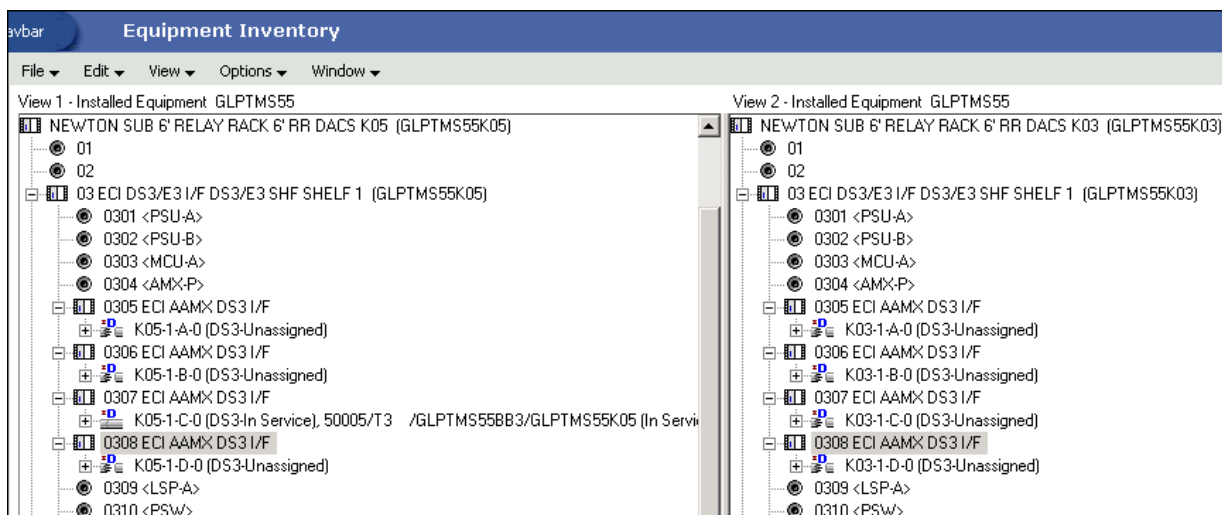 avbar Equipment Inventory
File Edit View Options Window
View 1 - Installed Equipment GLPTMS55
NEWTON SUB 6' RELAY RACK 6' RR DACS K05 (GLPTMS55K05)
01
02
03 ECI DS3/E3 I/F DS3/E3 SHF SHELF 1 (GLPTMS55K05)
0301 <PSU-A>
0302 <PSU-B>
0303 <MCU-A>
0304 <AMX-P>
0305 ECI AAMX DS3 I/F
K05-1-A-0 (DS3-Unassigned)
0306 ECI AAMX DS3 I/F
K05-1-B-0 (DS3-Unassigned)
0307 ECI AAMX DS3 I/F
K05-1-C-0 (DS3-In Service), 50005/T3 /GLPTMS55BB3/GLPTMS55K05 (In Servi
0308 ECI AAMX DS3 I/F
K05-1-D-0 (DS3-Unassigned)
0309 <LSP-A>
0310 <PSW>
View 2 - Installed Equipment GLPTMS55
NEWTON SUB 6' RELAY RACK 6' RR DACS K03 (GLPTMS55K03)
01
02
03 ECI DS3/E3 I/F DS3/E3 SHF SHELF 1 (GLPTMS55K03)
0301 <PSU-A>
0302 <PSU-B>
0303 <MCU-A>
0304 <AMX-P>
0305 ECI AAMX DS3 I/F
K03-1-A-0 (DS3-Unassigned)
0306 ECI AAMX DS3 I/F
K03-1-B-0 (DS3-Unassigned)
0307 ECI AAMX DS3 I/F
K03-1-C-0 (DS3-Unassigned)
0308 ECI AAMX DS3 I/F
K03-1-D-0 (DS3-Unassigned)
0309 <LSP-A>
0310 <PSW>